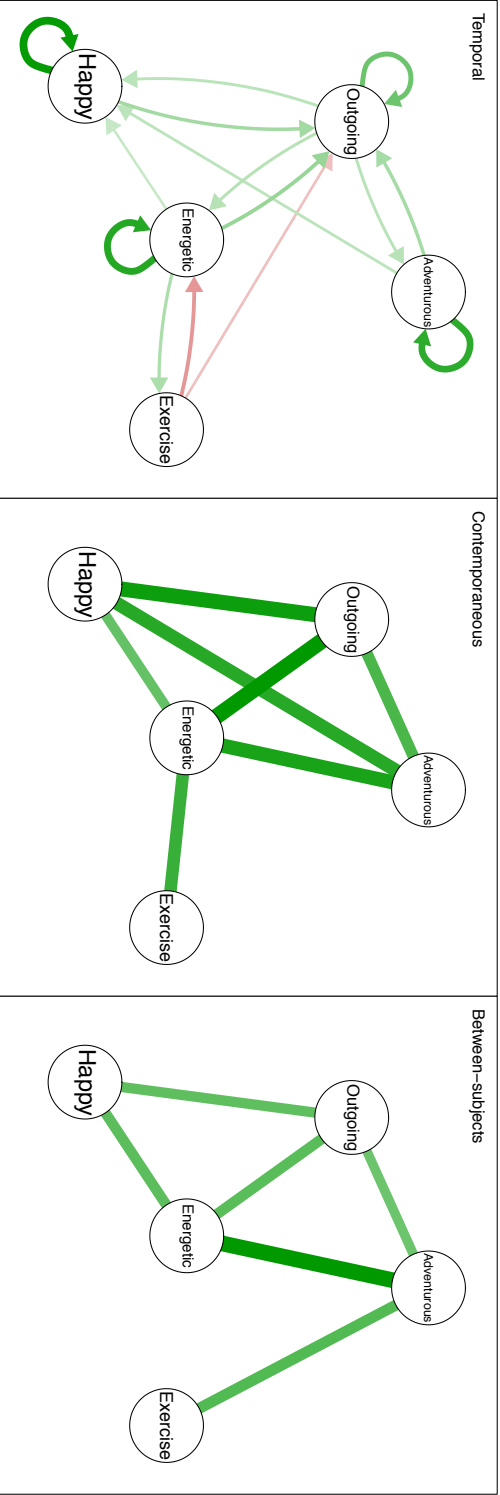 Temporal
Happy
Outgoing
Energetic
Adventurous
Exercise
Contemporaneous
Happy
Outgoing
Energetic
Adventurous
Exercise
Between−subjects
Happy
Outgoing
Energetic
Adventurous
Exercise